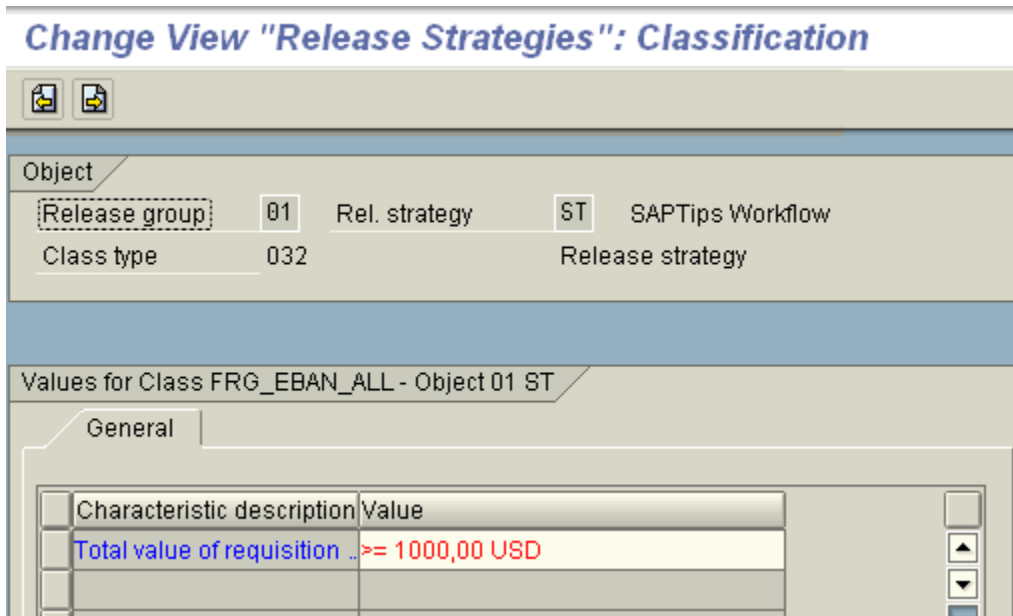 Change View "Release Strategies": Classification
Object
Release group 01 Rel. strategy ST SAPTips Workflow
Class type 032 Release strategy
Values for Class FRG_EBAN_ALL - Object 01 ST
General
Characteristic description Value
Total value of requisition .. >= 1000,00 USD